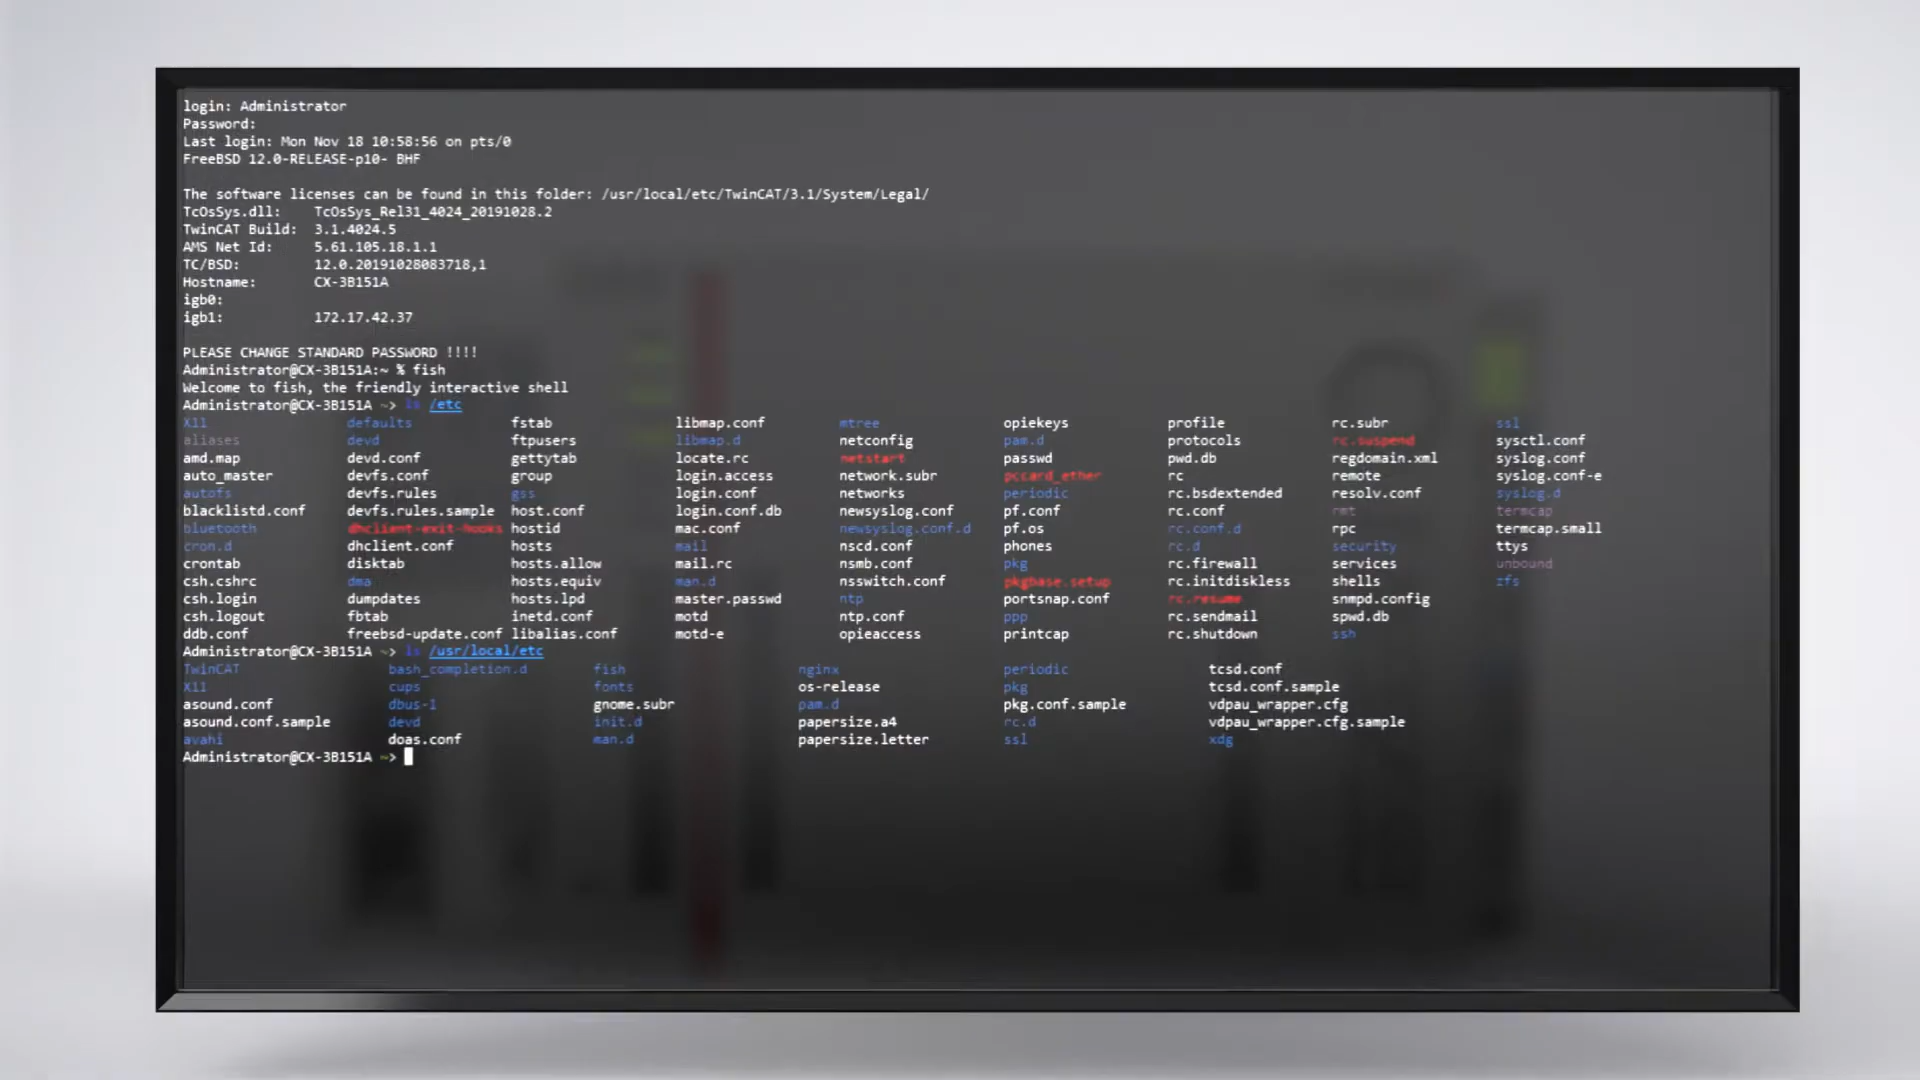 login: Administrator
Password:
Last login: Mon Nov 18 10:58:56 on pts/0
FreeBSD 12.0-RELEASE-p10- BHF
The software licenses can be found in this folder: /usr/local/etc/TwinCAT/3.1/System/Legal/
TcOsSys.dll: TcOsSys_Rel31_4024_20191028.2
TwinCAT Build: 3.1.4024.5
AMS Net Id: 5.61.105.18.1.1
TC/BSD: 12.0.20191028083718,1
Hostname: CX-3B151A
igb0:
igb1: 172.17.42.37
PLEASE CHANGE STANDARD PASSWORD !!!!
Administrator@CX-3B151A:~ % fish
Welcome to fish, the friendly interactive shell
Administrator@CX-3B151A ~> ls /etc
X11 defaults fstab libmap.conf mtree opiekeys profile rc.subr ssl
aliases devd ftpusers libmap.d netconfig pam.d protocols rc.suspend sysctl.conf
amd.map devd.conf gettytab locate.rc netstart passwd pwd.db regdomain.xml syslog.conf
auto_master devfs.conf group login.access network.subr pccard_ether rc remote syslog.conf-e
autofs devfs.rules gss login.conf networks periodic rc.bsdextended resolv.conf syslog.d
blacklistd.conf devfs.rules.sample host.conf login.conf.db newsyslog.conf pf.conf rc.conf rmt termcap
bluetooth dhclient-exit-hooks hostid mac.conf newsyslog.conf.d pf.os rc.conf.d rpc termcap.small
cron.d dhclient.conf hosts mail nscd.conf phones rc.d security ttys
crontab disktab hosts.allow mail.rc nsmb.conf pkg rc.firewall services unbound
csh.cshrc dma hosts.equiv man.d nsswitch.conf pkgbase.setup rc.initdiskless shells zfs
csh.login dumpdates hosts.lpd master.passwd ntp portsnap.conf rc.resume snmpd.config
csh.logout fbtab inetd.conf motd ntp.conf ppp rc.sendmail spwd.db
ddb.conf freebsd-update.conf libalias.conf motd-e opieaccess printcap rc.shutdown ssh
Administrator@CX-3B151A ~> ls /usr/local/etc
TwinCAT bash_completion.d fish nginx periodic tcsd.conf
X11 cups fonts os-release pkg tcsd.conf.sample
asound.conf dbus-1 gnome.subr pam.d pkg.conf.sample vdpau_wrapper.cfg
asound.conf.sample devd init.d papersize.a4 rc.d vdpau_wrapper.cfg.sample
avahi doas.conf man.d papersize.letter ssl xdg
Administrator@CX-3B151A ~>